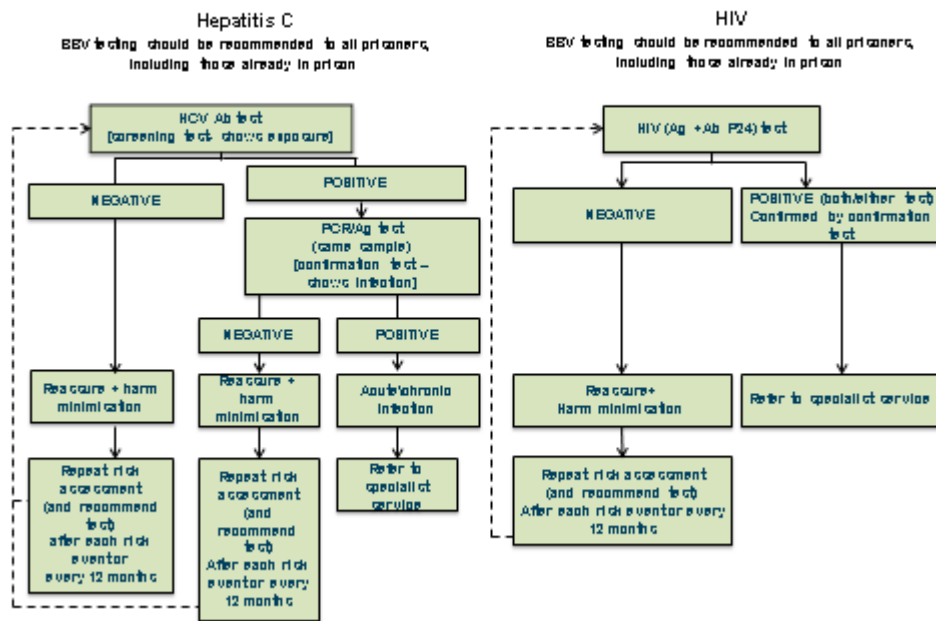 Hepatitis C
BBV testing should be recommended to all prisoners,
including those already in prison
HCV Ab test
[screening test- shows exposure]
NEGATIVE
POSITIVE
PCR/Ag test
(same sample)
[confirmation test –
shows infection]
NEGATIVE
POSITIVE
Reassure + harm
minimisation
Reassure +
harm
minimisation
Acute/chronic
infection
Repeat risk
assessment
(and recommend
test)
after each risk
eventor
every 12 months
Repeat risk
assessment
(and
recommend
test)
After each risk
eventor every
12 months
Refer to
specialist
service
HIV
BBV testing should be recommended to all prisoners,
including those already in prison
HIV (Ag +Ab P24) test
NEGATIVE
POSITIVE (both/either test)
Confirmed by confirmation
test
Reassure+
Harm minimisation
Refer to specialist service
Repeat risk assessment
(and recommend test)
After each risk eventor every
12 months